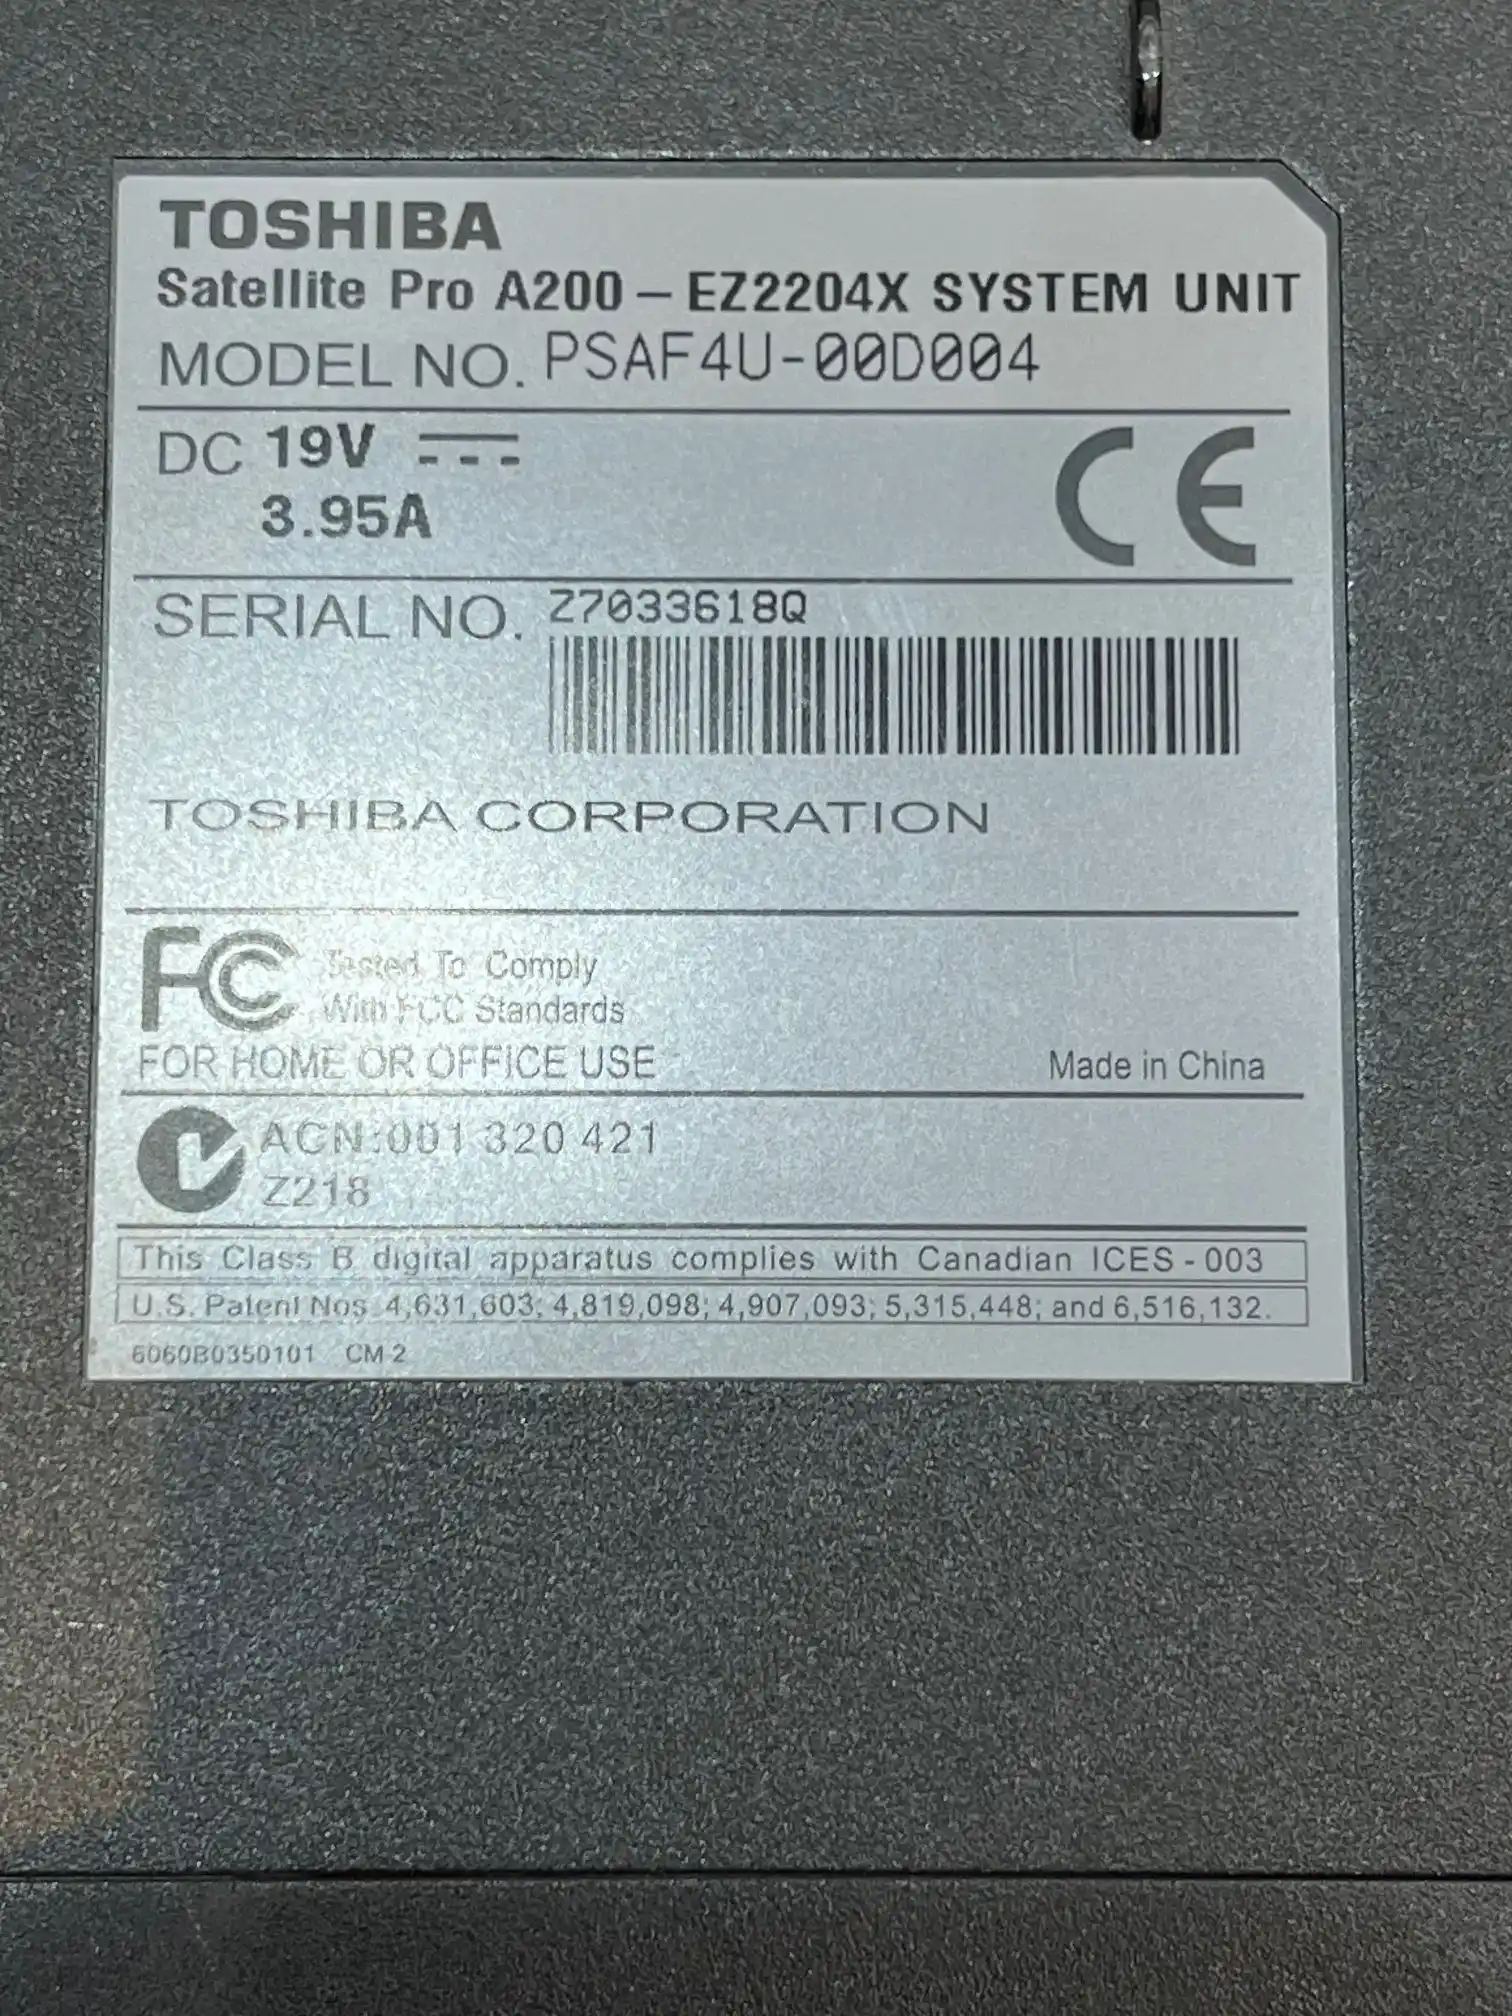 TOSHIBA
Satellite Pro A200 – EZ2204X SYSTEM UNIT
MODEL NO. PSAF4U-00D004
DC 19V
3.95A
CE
SERIAL NO. Z7033618Q
TOSHIBA CORPORATION
FC Tested To Comply
With FCC Standards
FOR HOME OR OFFICE USE
Made in China
ACN:001 320 421
Z218
This Class B digital apparatus complies with Canadian ICES - 003
U.S. Patent Nos 4,631,603; 4,819,098; 4,907,093; 5,315,448; and 6,516,132.
6060B0350101 CM 2